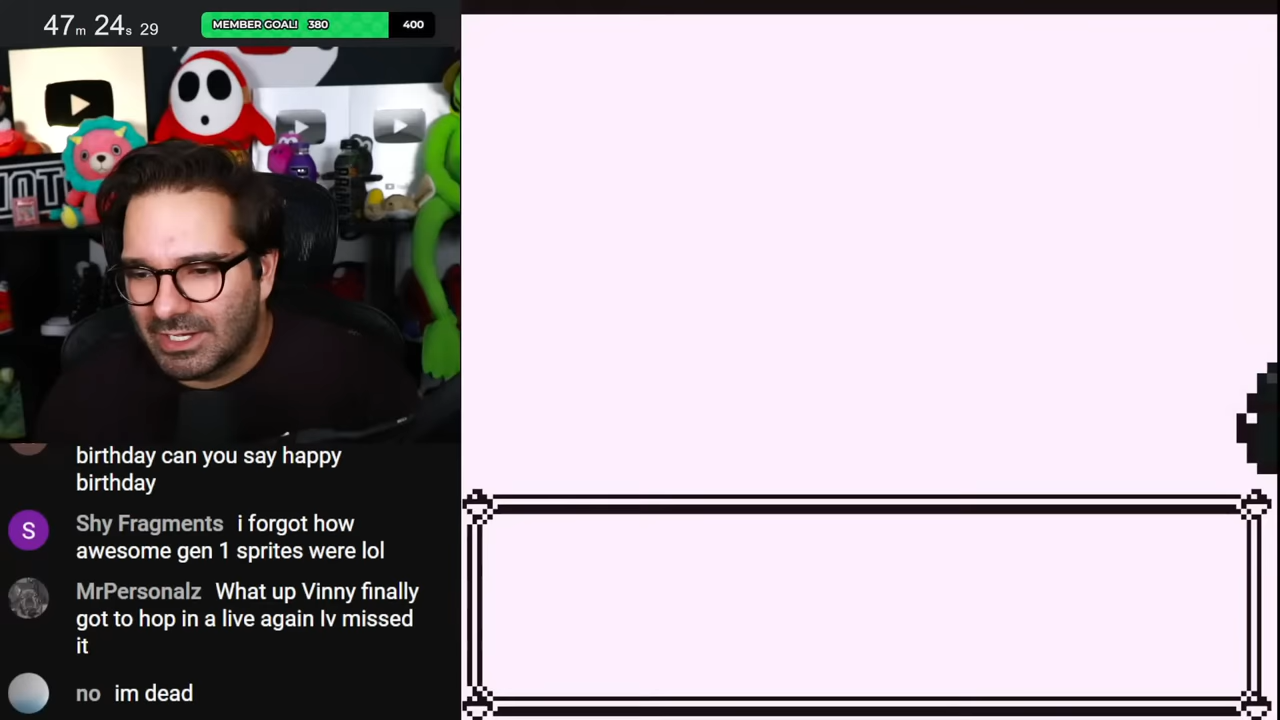 47m 24s 29
MEMBER GOAL! 380
400
birthday can you say happy
birthday
S
Shy Fragments i forgot how
awesome gen 1 sprites were lol
MrPersonalz What up Vinny finally
got to hop in a live again Iv missed
it
no im dead